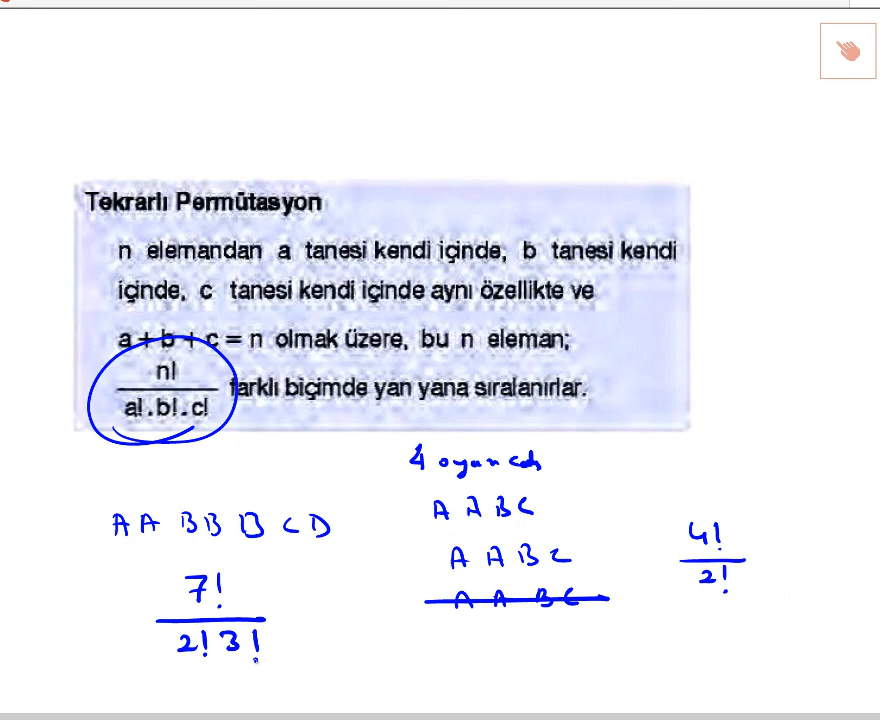 Tekrarlı Permütasyon
n elemandan a tanesi kendi içinde, b tanesi kendi
içinde, c tanesi kendi içinde aynı özellikte ve
a + b + c = n olmak üzere, bu n eleman;
n!
a!.b!.c!
farklı biçimde yan yana sıralanırlar.
4 oyuncak
A A B C
A A B B B C D
A A B C
A A B C
4!
2!
7!
2! 3!